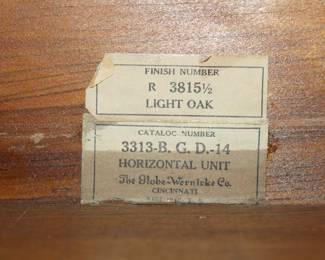 FINISH NUMBER
R 3815½
LIGHT OAK
CATALOG NUMBER
3313-B. G. D.-14
HORIZONTAL UNIT
The Globe-Wernicke Co.
CINCINNATI